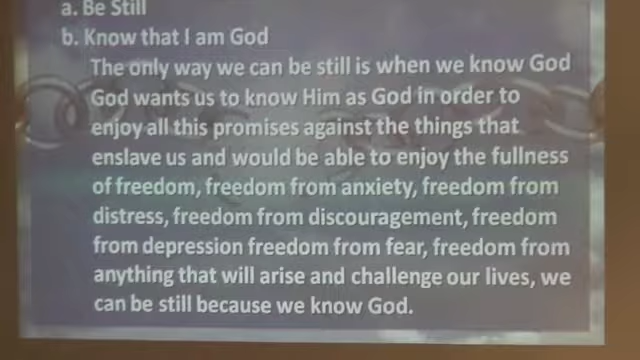 a. Be Still
b. Know that I am God
The only way we can be still is when we know God
God wants us to know Him as God in order to
enjoy all this promises against the things that
enslave us and would be able to enjoy the fullness
of freedom, freedom from anxiety, freedom from
distress, freedom from discouragement, freedom
from depression freedom from fear, freedom from
anything that will arise and challenge our lives, we
can be still because we know God.